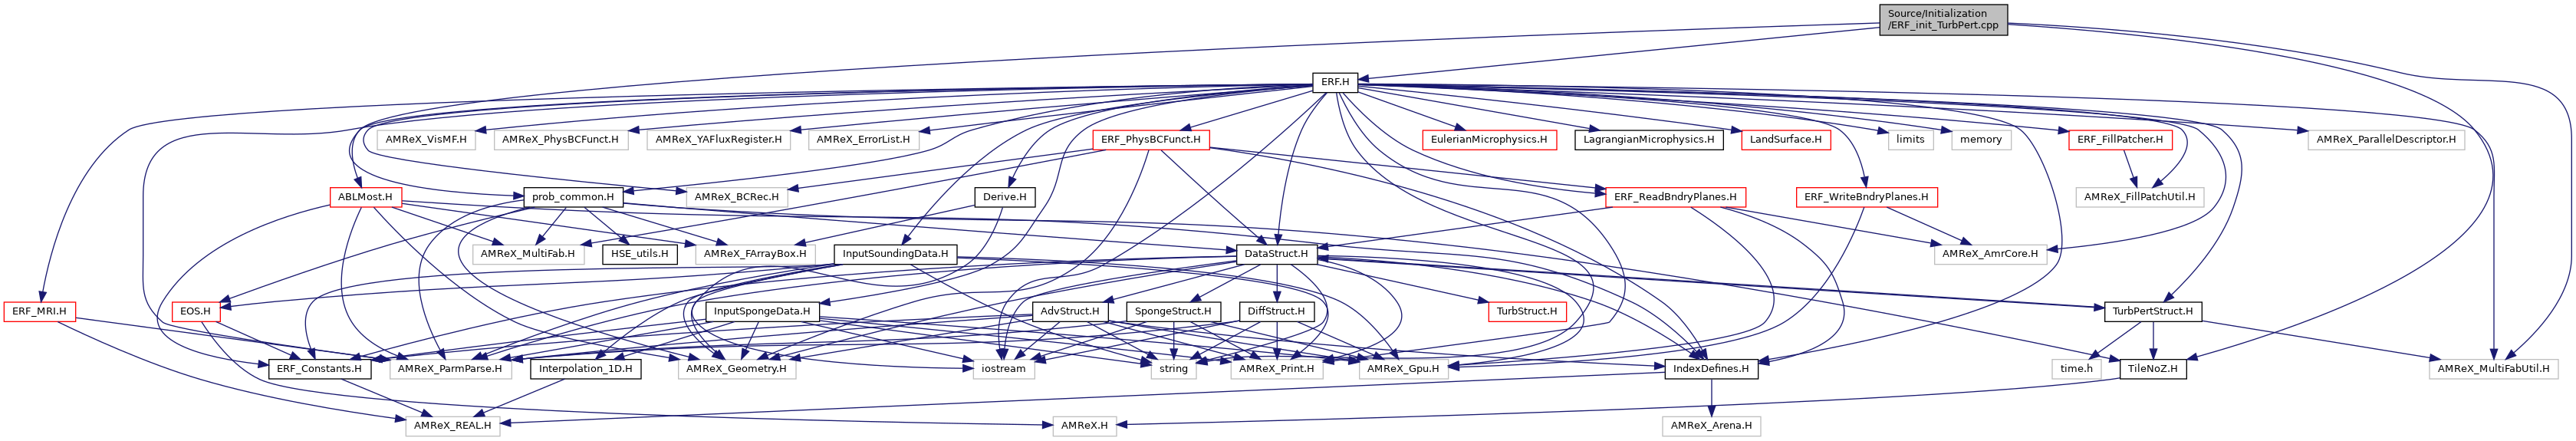 Source/Initialization
/ERF_init_TurbPert.cpp
ERF.H
AMReX_VisMF.H
AMReX_PhysBCFunct.H
AMReX_YAFluxRegister.H
AMReX_ErrorList.H
ERF_PhysBCFunct.H
EulerianMicrophysics.H
LagrangianMicrophysics.H
LandSurface.H
limits
memory
ERF_FillPatcher.H
AMReX_ParallelDescriptor.H
ABLMost.H
prob_common.H
AMReX_BCRec.H
Derive.H
ERF_ReadBndryPlanes.H
ERF_WriteBndryPlanes.H
AMReX_FillPatchUtil.H
AMReX_MultiFab.H
HSE_utils.H
AMReX_FArrayBox.H
InputSoundingData.H
DataStruct.H
AMReX_AmrCore.H
ERF_MRI.H
EOS.H
InputSpongeData.H
AdvStruct.H
SpongeStruct.H
DiffStruct.H
TurbStruct.H
TurbPertStruct.H
ERF_Constants.H
AMReX_ParmParse.H
Interpolation_1D.H
AMReX_Geometry.H
iostream
string
AMReX_Print.H
AMReX_Gpu.H
IndexDefines.H
time.h
TileNoZ.H
AMReX_MultiFabUtil.H
AMReX_REAL.H
AMReX.H
AMReX_Arena.H